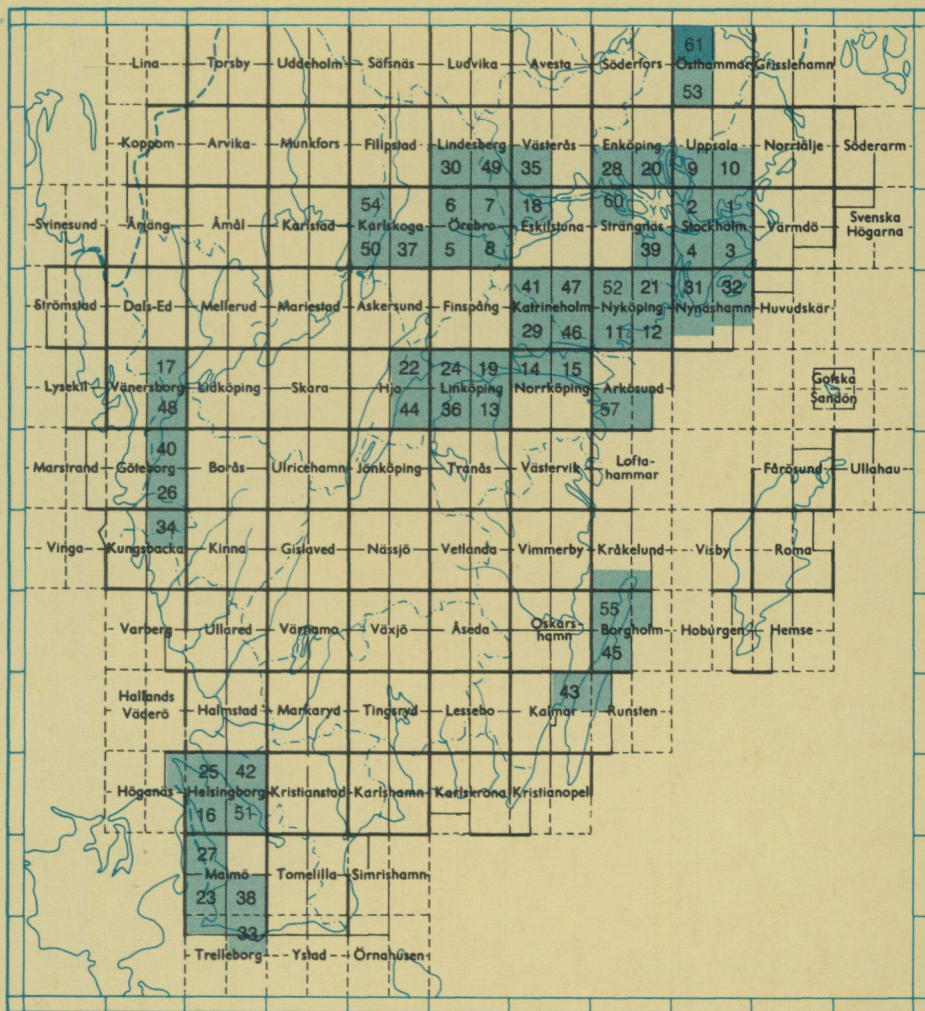 61
Lina Torsby Uddeholm Säfsnäs Ludvika Avesta Söderfors Östhammar Grisslehamn
53
Koppom Arvika Munkfors Filipstad Lindesberg Västerås Enköping Uppsala Norrtälje Söderarm
30 49 35 28 20 9 10
54 6 7 18 60 2 1
Svinesund Årjäng Åmål Karlstad Karlskoga Örebro Eskilstuna Strängnäs Stockholm Värmdö Svenska Högarna
50 37 5 8 39 4 3
41 47 52 21 31 32
Strömstad Dals-Ed Mellerud Mariestad Askersund Finspång Katrineholm Nyköping Nynäshamn Huvudskär
29 46 11 12
17 22 24 19 14 15
Lysekil Vänersborg Lidköping Skara Hjo Linköping Norrköping Arkösund Gotska Sandön
48 44 36 13 57
40
Marstrand Göteborg Borås Ulricehamn Jönköping Tranås Västervik Lofta-hammar Fårösund Ullahau
26
34
Vinga Kungsbacka Kinna Gislaved Nässjö Vetlanda Vimmerby Kråkelund Visby Roma
55
Varberg Ullared Värnamo Växjö Åseda Oskars-hamn Borgholm Hoburgen Hemse
45
43
Hallands Väderö Halmstad Markaryd Tingsryd Lessebo Kalmar Runsten
25 42
Höganäs Helsingborg Kristianstad Karlshamn Karlskrona Kristianopel
16 51
27
Malmö Tomelilla Simrishamn
23 38
33
Trelleborg Ystad Örnahusen